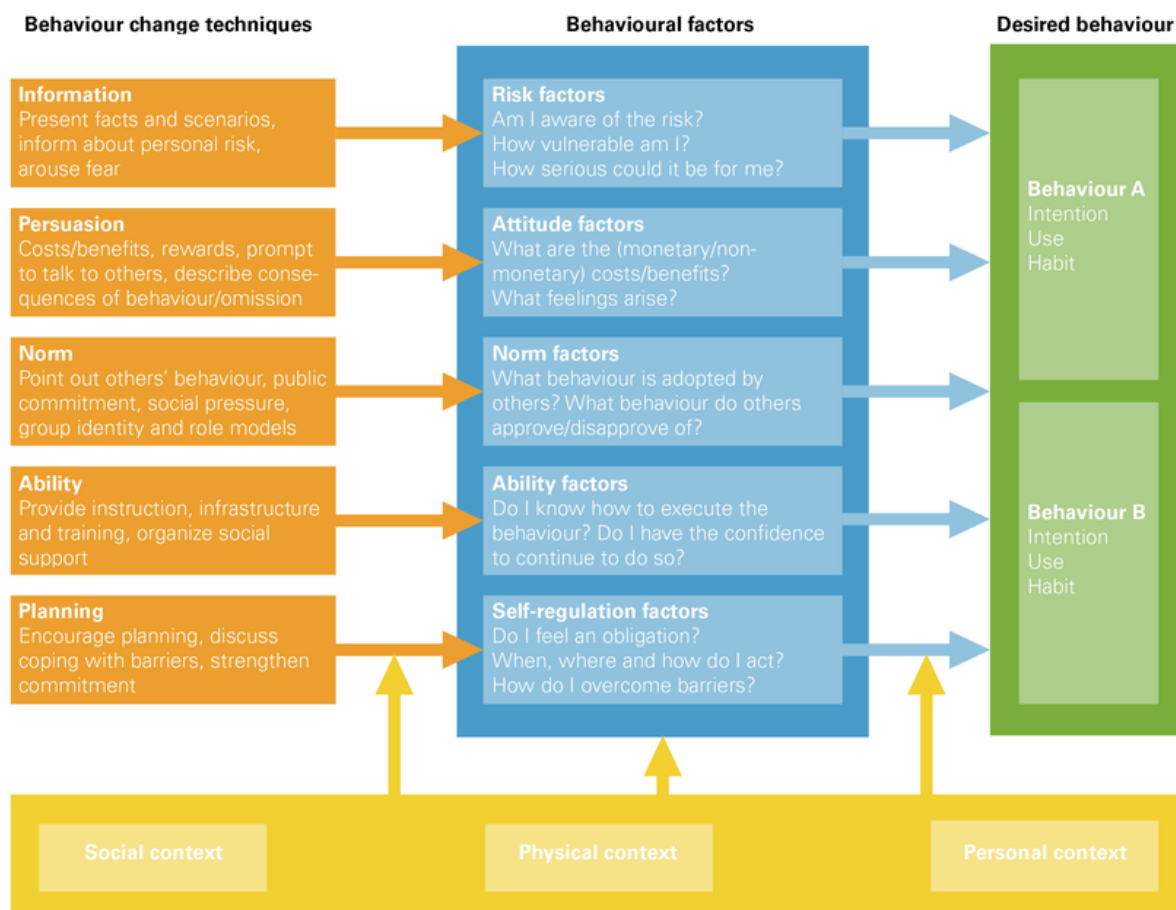 Behaviour change techniques
Behavioural factors
Desired behaviour
Information
Present facts and scenarios,
inform about personal risk,
arouse fear
Risk factors
Am I aware of the risk?
How vulnerable am I?
How serious could it be for me?
Persuasion
Costs/benefits, rewards, prompt
to talk to others, describe conse-
quences of behaviour/omission
Attitude factors
What are the (monetary/non-
monetary) costs/benefits?
What feelings arise?
Norm
Point out others' behaviour, public
commitment, social pressure,
group identity and role models
Norm factors
What behaviour is adopted by
others? What behaviour do others
approve/disapprove of?
Ability
Provide instruction, infrastructure
and training, organize social
support
Ability factors
Do I know how to execute the
behaviour? Do I have the confidence
to continue to do so?
Planning
Encourage planning, discuss
coping with barriers, strengthen
commitment
Self-regulation factors
Do I feel an obligation?
When, where and how do I act?
How do I overcome barriers?
Behaviour A
Intention
Use
Habit
Behaviour B
Intention
Use
Habit
Social context
Physical context
Personal context